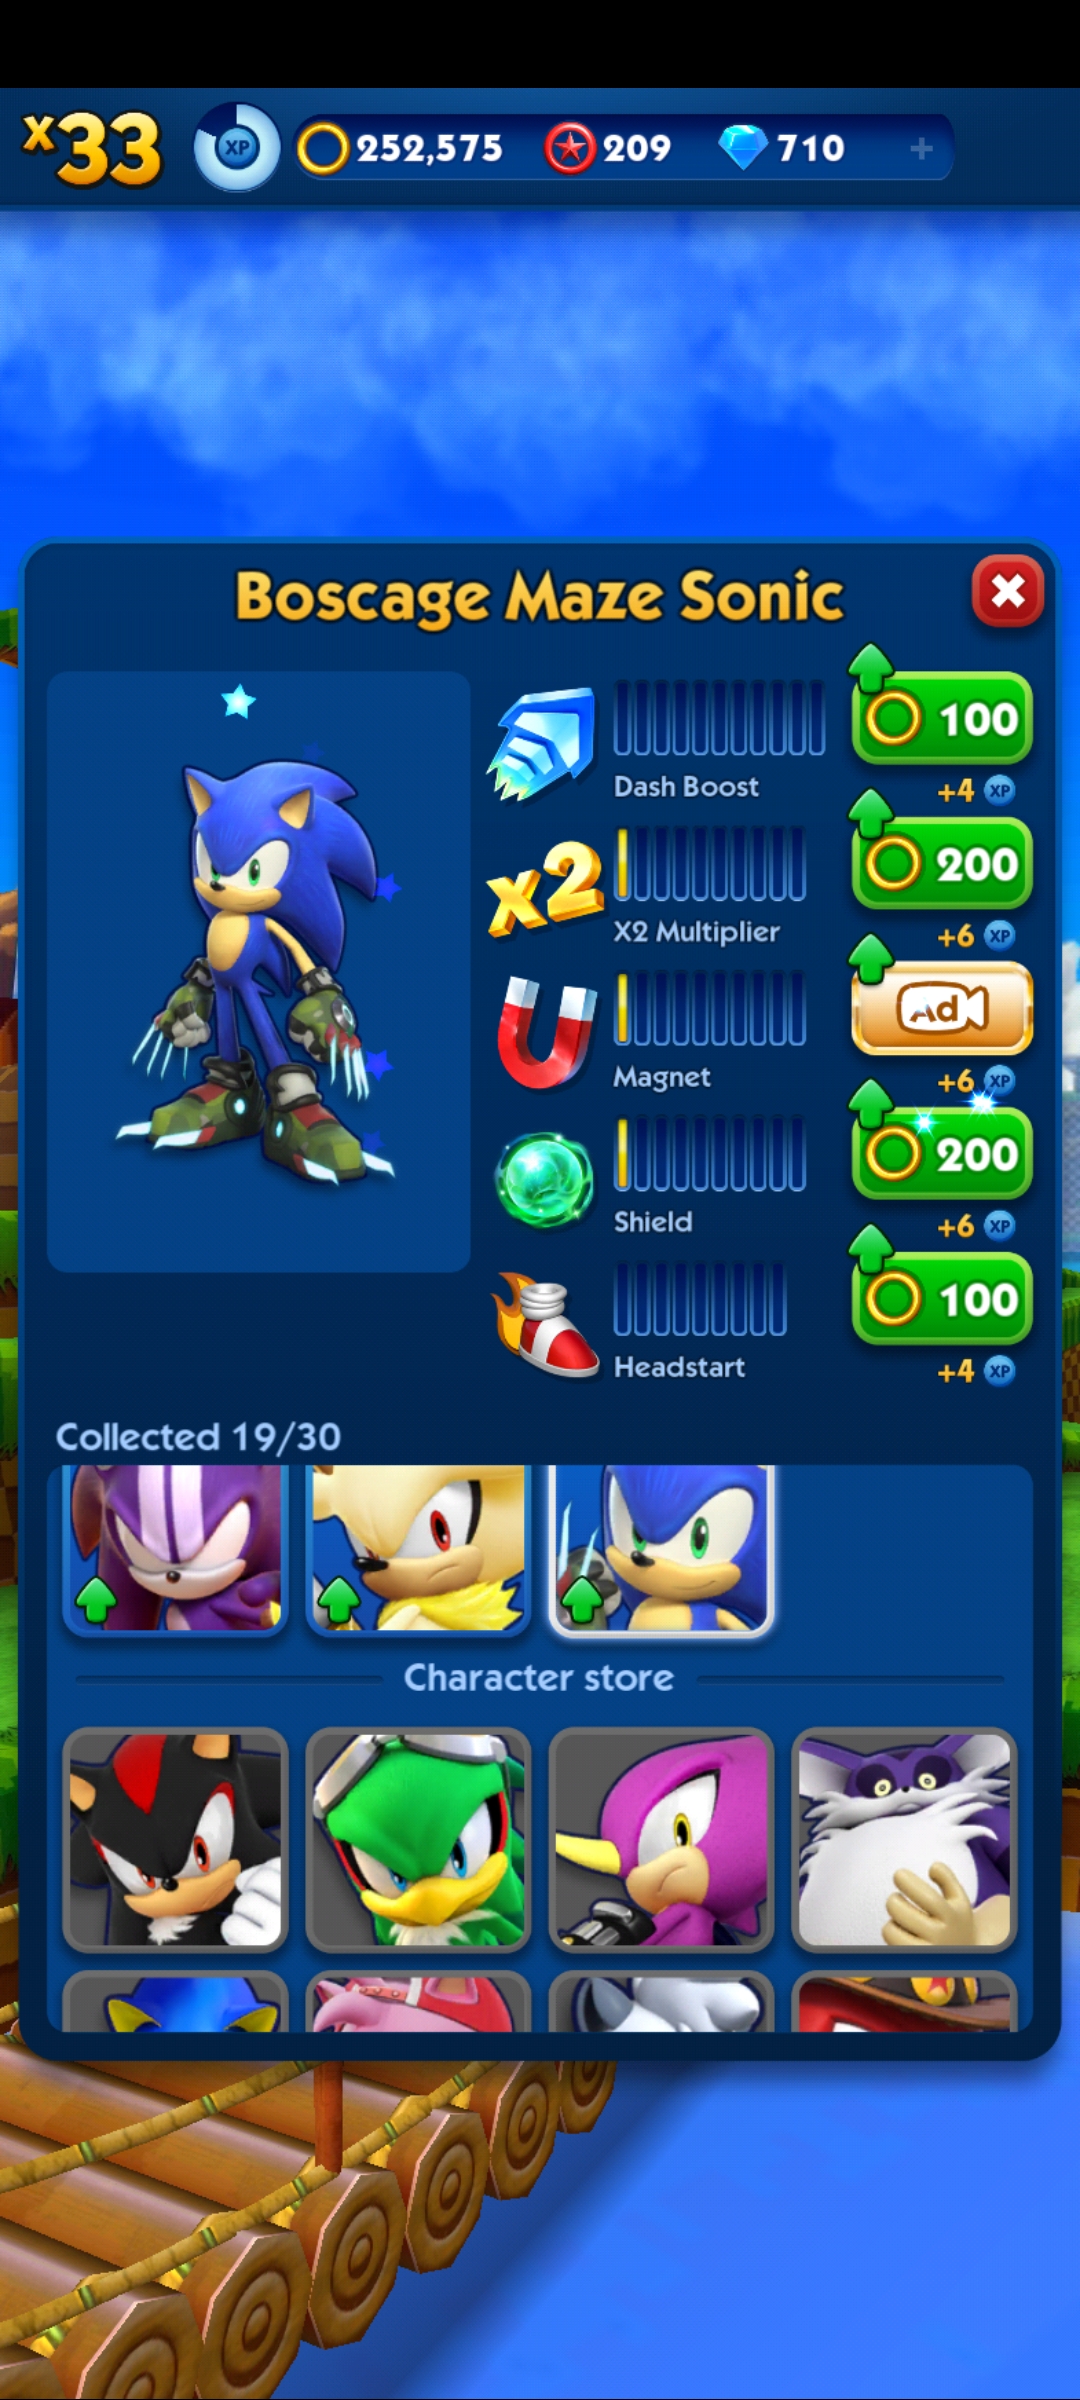 x33 XP 252,575 209 710 +
Boscage Maze Sonic
100
Dash Boost
+4 XP
x2 200
X2 Multiplier
+6 XP
Ad
Magnet
+6 XP
200
Shield
+6 XP
100
Headstart
+4 XP
Collected 19/30
Character store